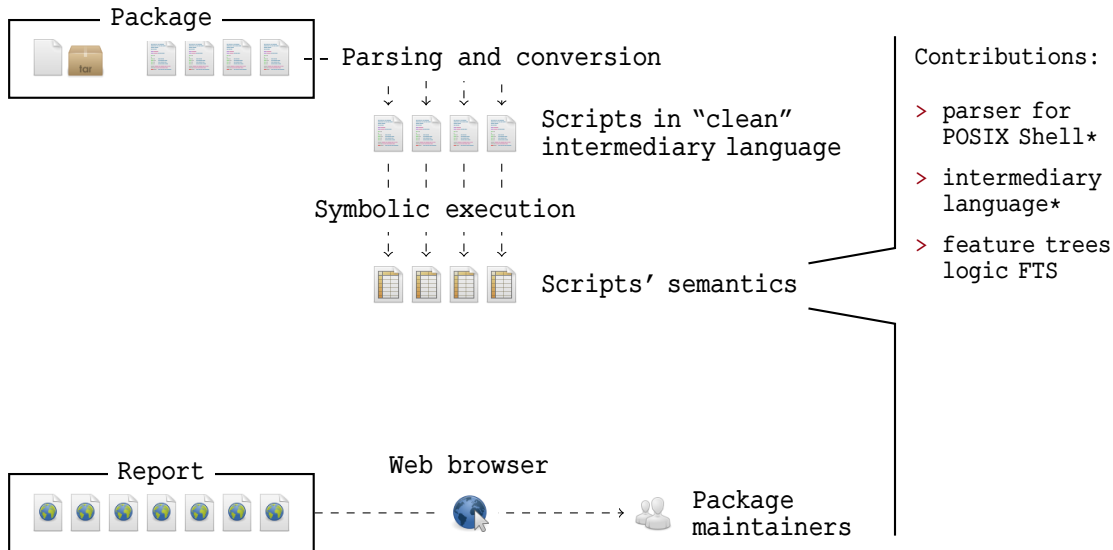 Package
tar
Parsing and conversion
Scripts in “clean”
intermediary language
Symbolic execution
Scripts’ semantics
Report
Web browser
Package
maintainers
Contributions:
> parser for
POSIX Shell*
> intermediary
language*
> feature trees
logic FTS